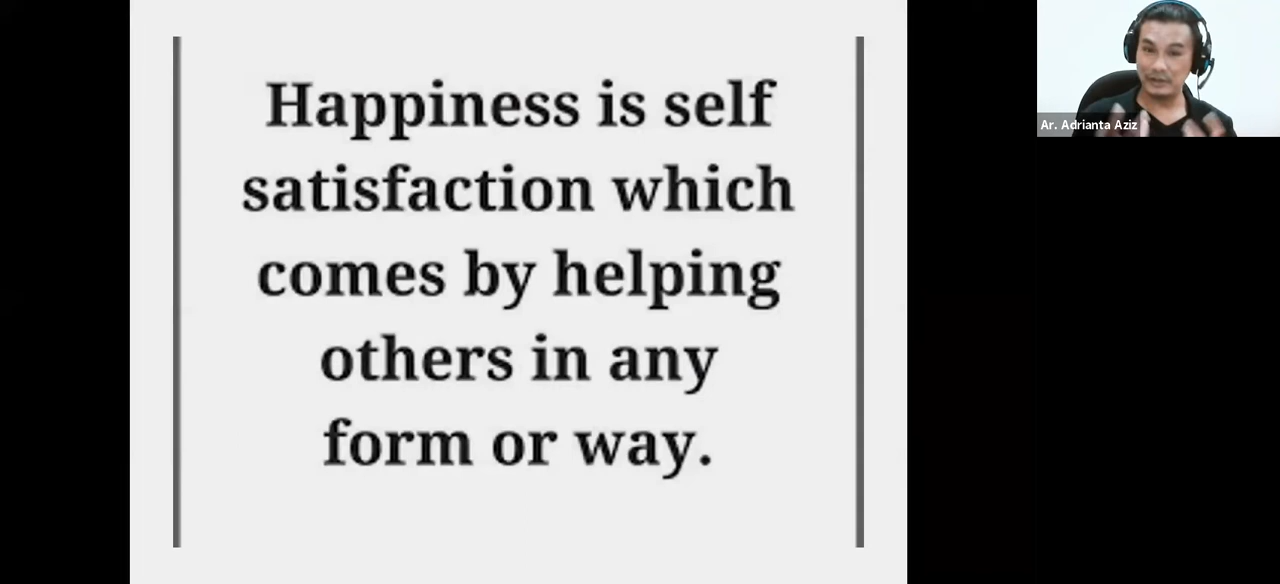 Happiness is self
satisfaction which
comes by helping
others in any
form or way.
Ar. Adrianta Aziz